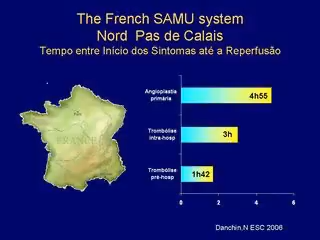 The French SAMU system
Nord Pas de Calais
Tempo entre Início dos Sintomas até a Reperfusão
Angioplastia
primária
4h55
Trombólise
intra-hosp
3h
Trombólise
pré-hosp
1h42
0 2 4 6
FRANCE
Danchin,N ESC 2006